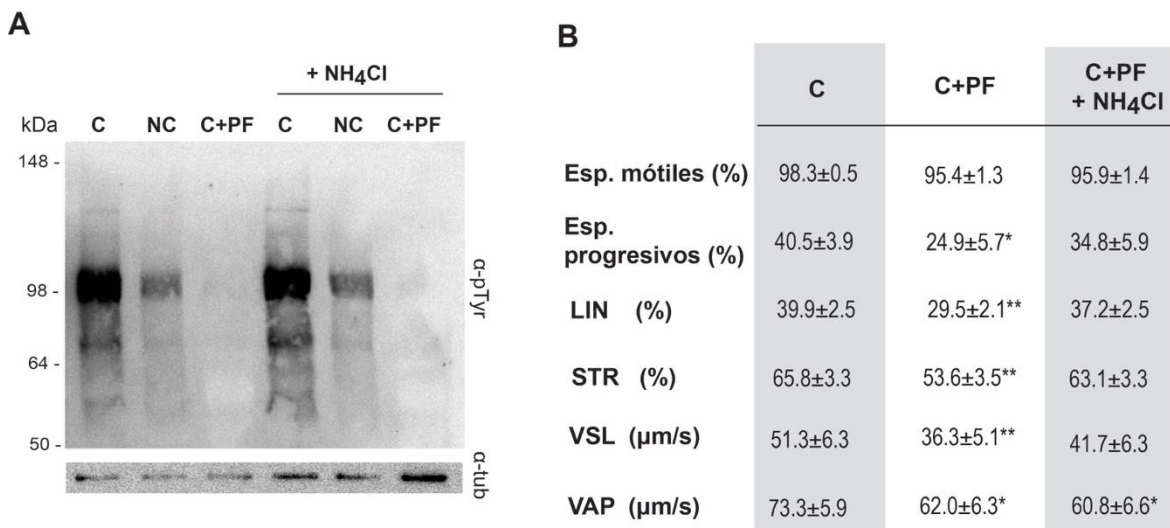 A
+ NH4Cl
kDa C NC C+PF C NC C+PF
148 -
98 -
64 -
50 -
α-pTyr
α-tub
B
C C+PF C+PF
+ NH4Cl
Esp. mótiles (%) 98.3±0.5 95.4±1.3 95.9±1.4
Esp.
progresivos (%) 40.5±3.9 24.9±5.7* 34.8±5.9
LIN (%) 39.9±2.5 29.5±2.1** 37.2±2.5
STR (%) 65.8±3.3 53.6±3.5** 63.1±3.3
VSL (µm/s) 51.3±6.3 36.3±5.1** 41.7±6.3
VAP (µm/s) 73.3±5.9 62.0±6.3* 60.8±6.6*